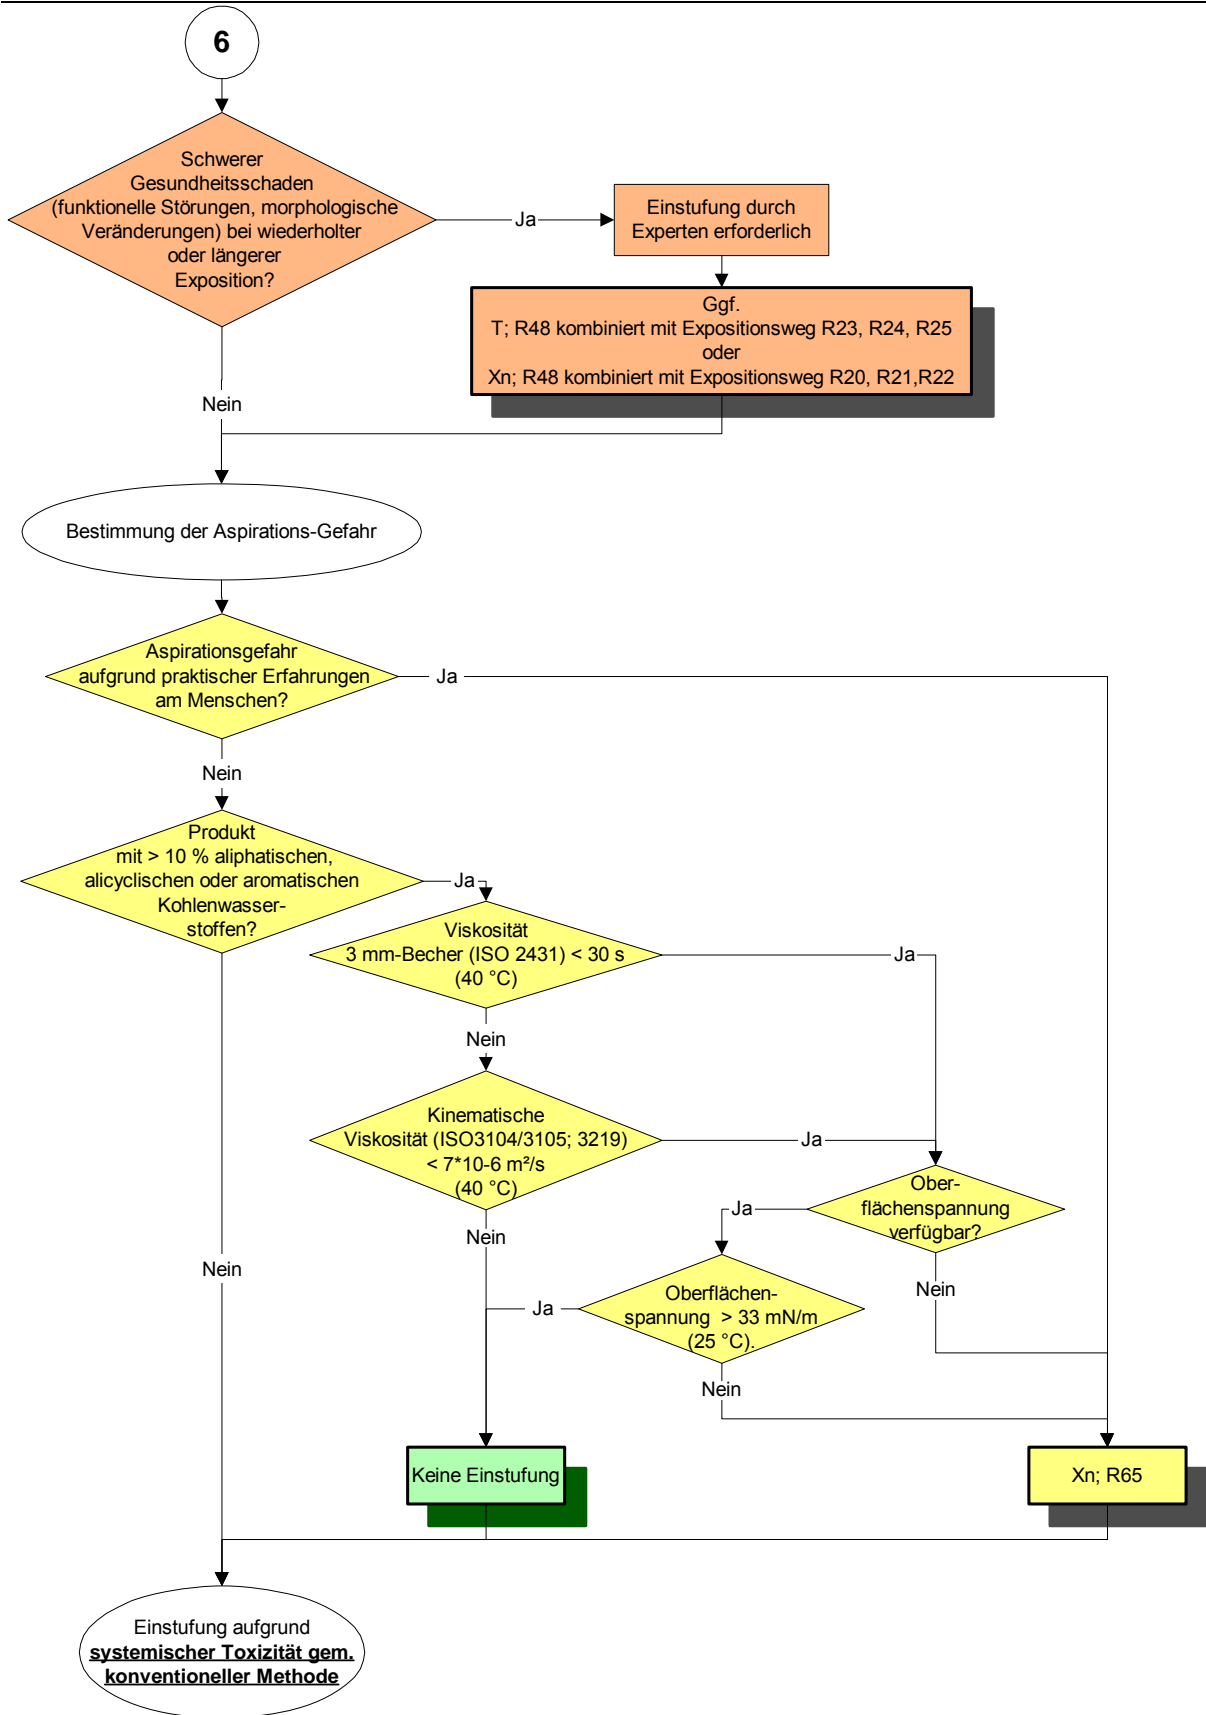 6
Schwerer
Gesundheitsschaden
(funktionelle Störungen, morphologische
Veränderungen) bei wiederholter
oder längerer
Exposition?
Ja
Einstufung durch
Experten erforderlich
Ggf.
T; R48 kombiniert mit Expositionsweg R23, R24, R25
oder
Xn; R48 kombiniert mit Expositionsweg R20, R21,R22
Nein
Bestimmung der Aspirations-Gefahr
Aspirationsgefahr
aufgrund praktischer Erfahrungen
am Menschen?
Ja
Nein
Produkt
mit > 10 % aliphatischen,
alicyclischen oder aromatischen
Kohlenwasser-
stoffen?
Ja
Viskosität
3 mm-Becher (ISO 2431) < 30 s
(40 °C)
Ja
Nein
Kinematische
Viskosität (ISO3104/3105; 3219)
< 7*10-6 m²/s
(40 °C)
Ja
Ober-
flächenspannung
verfügbar?
Ja
Nein
Nein
Nein
Oberflächen-
spannung > 33 mN/m
(25 °C).
Ja
Nein
Keine Einstufung
Xn; R65
Einstufung aufgrund
systemischer Toxizität gem.
konventioneller Methode